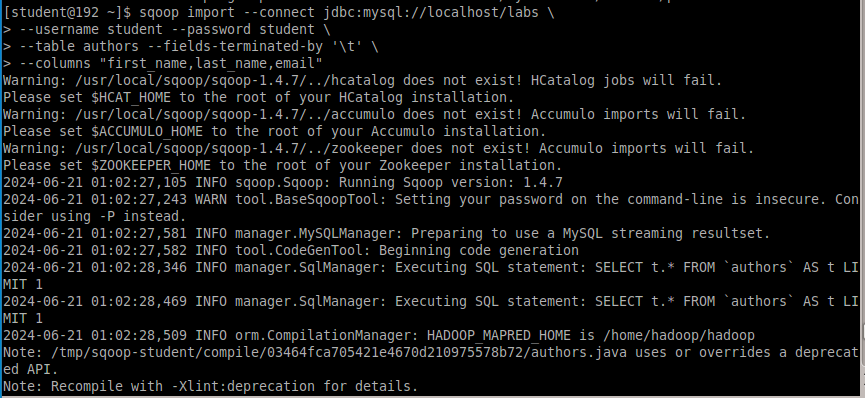 [student@192 ~]$ sqoop import --connect jdbc:mysql://localhost/labs \
> --username student --password student \
> --table authors --fields-terminated-by '\t' \
> --columns "first_name,last_name,email"
Warning: /usr/local/sqoop/sqoop-1.4.7/../hcatalog does not exist! HCatalog jobs will fail.
Please set $HCAT_HOME to the root of your HCatalog installation.
Warning: /usr/local/sqoop/sqoop-1.4.7/../accumulo does not exist! Accumulo imports will fail.
Please set $ACCUMULO_HOME to the root of your Accumulo installation.
Warning: /usr/local/sqoop/sqoop-1.4.7/../zookeeper does not exist! Accumulo imports will fail.
Please set $ZOOKEEPER_HOME to the root of your Zookeeper installation.
2024-06-21 01:02:27,105 INFO sqoop.Sqoop: Running Sqoop version: 1.4.7
2024-06-21 01:02:27,243 WARN tool.BaseSqoopTool: Setting your password on the command-line is insecure. Con
sider using -P instead.
2024-06-21 01:02:27,581 INFO manager.MySQLManager: Preparing to use a MySQL streaming resultset.
2024-06-21 01:02:27,582 INFO tool.CodeGenTool: Beginning code generation
2024-06-21 01:02:28,346 INFO manager.SqlManager: Executing SQL statement: SELECT t.* FROM `authors` AS t LI
MIT 1
2024-06-21 01:02:28,469 INFO manager.SqlManager: Executing SQL statement: SELECT t.* FROM `authors` AS t LI
MIT 1
2024-06-21 01:02:28,509 INFO orm.CompilationManager: HADOOP_MAPRED_HOME is /home/hadoop/hadoop
Note: /tmp/sqoop-student/compile/03464fca705421e4670d210975578b72/authors.java uses or overrides a deprecat
ed API.
Note: Recompile with -Xlint:deprecation for details.